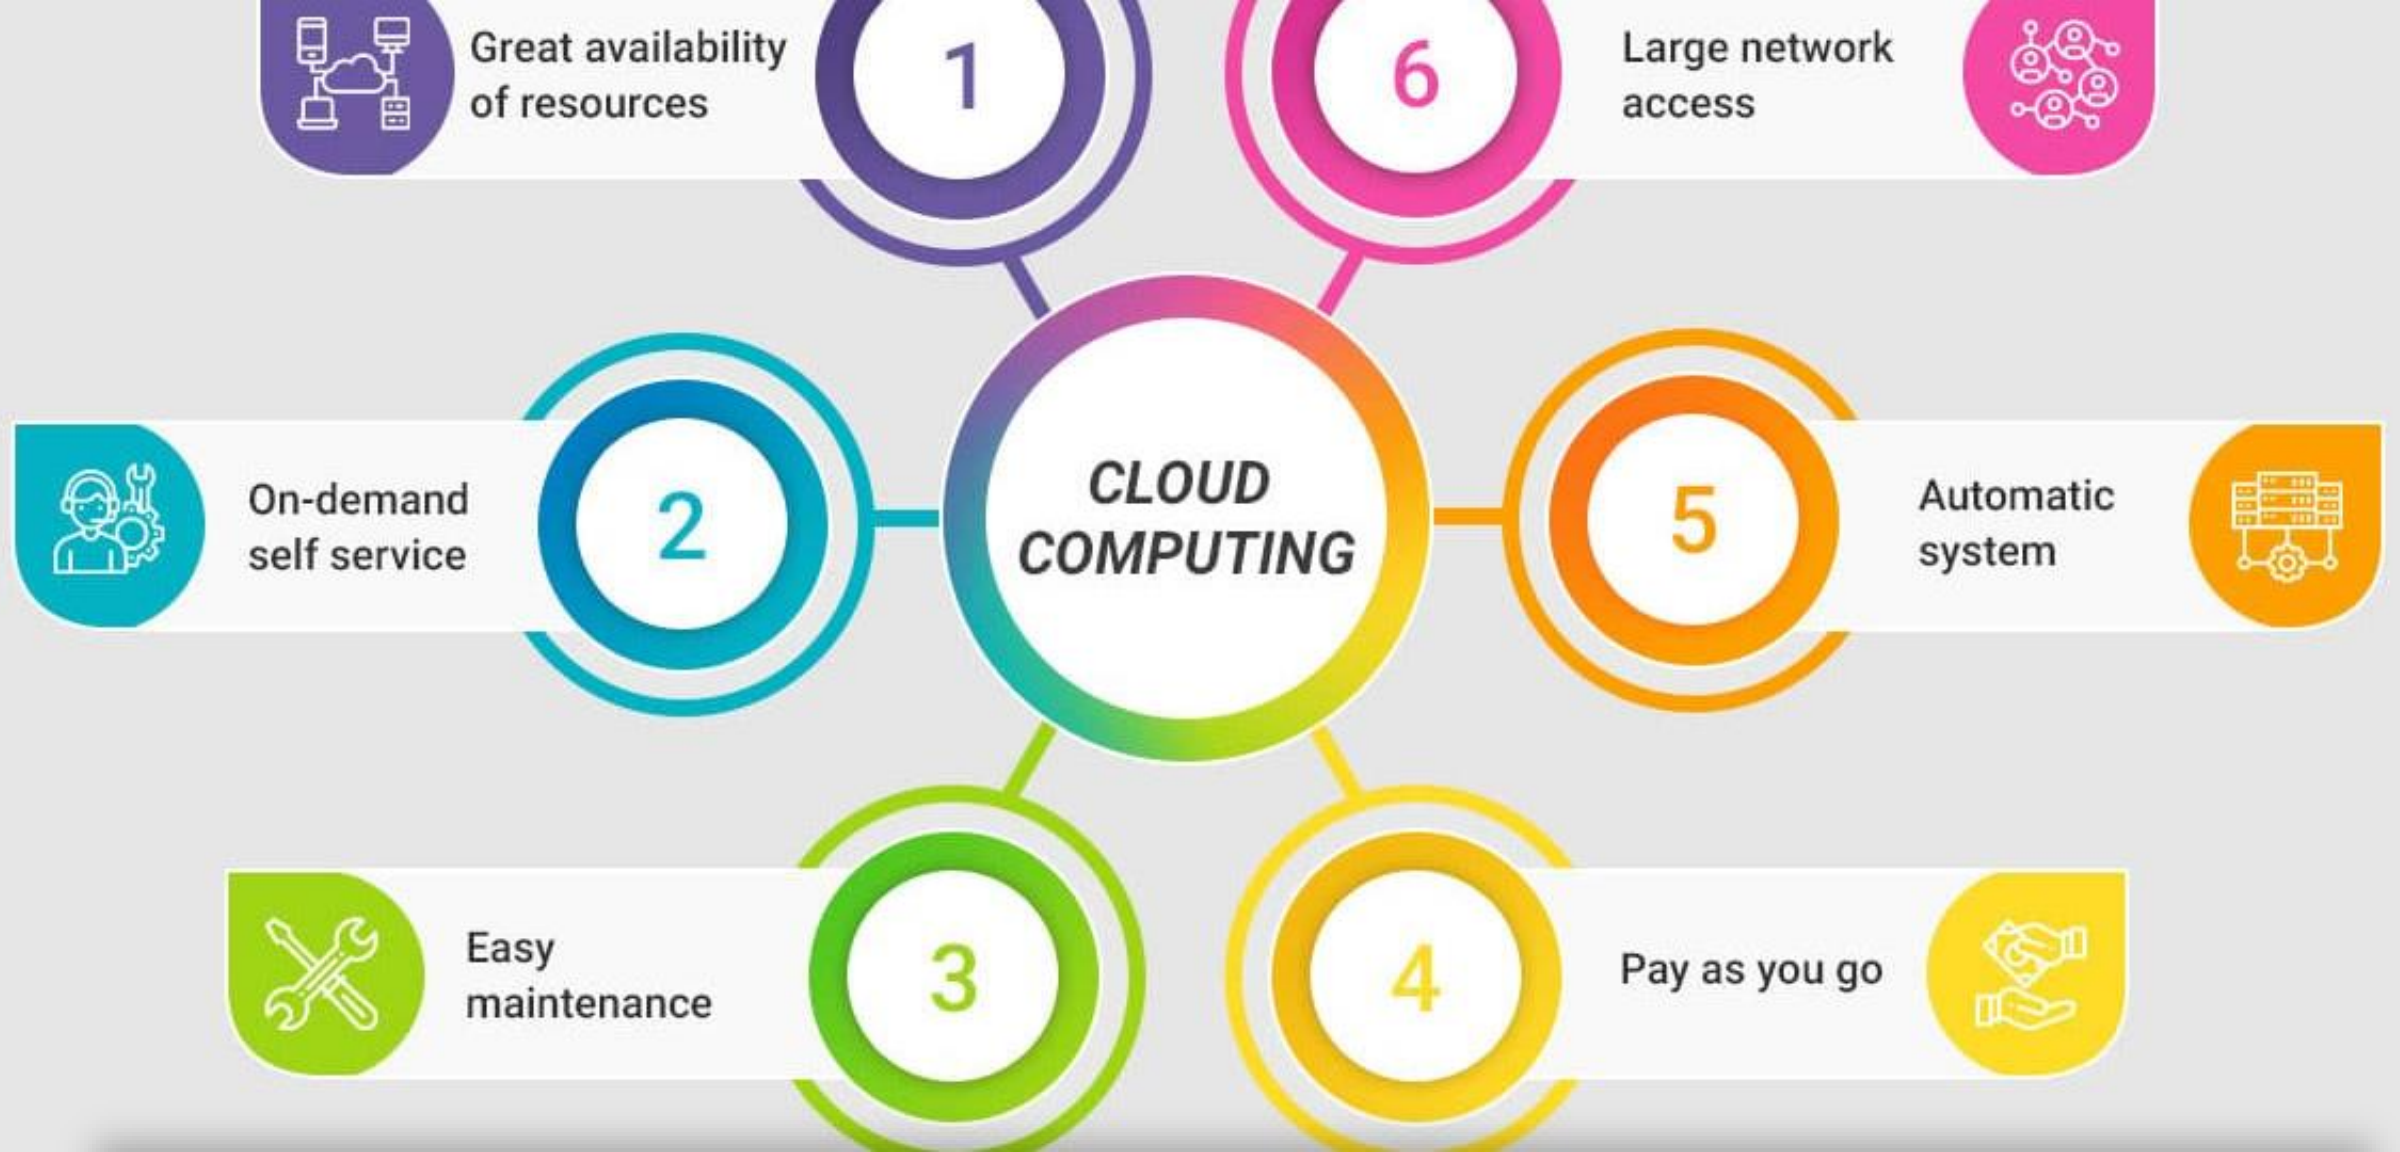 Great availability
of resources
1
6
Large network
access
On-demand
self service
2
CLOUD
COMPUTING
5
Automatic
system
Easy
maintenance
3
4
Pay as you go